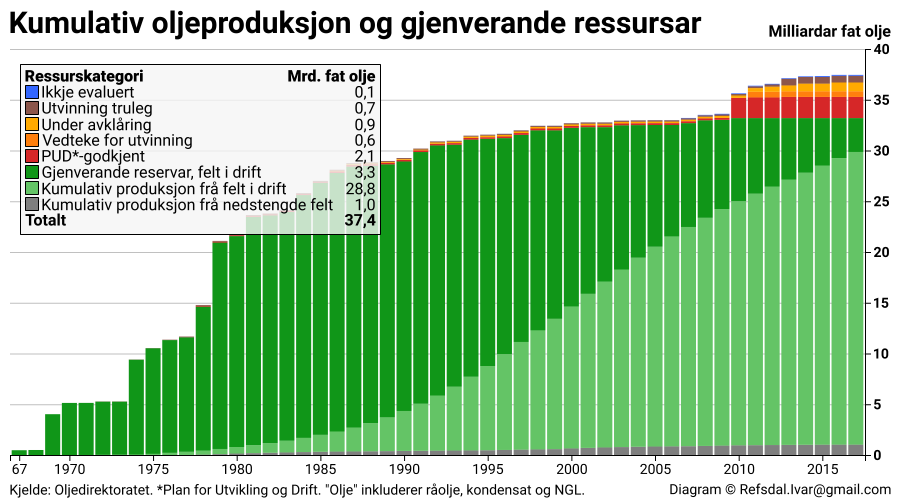 Kumulativ oljeproduksjon og gjenverande ressursar
Milliardar fat olje
Ressurskategori Mrd. fat olje
Ikkje evaluert 0,1
Utvinning truleg 0,7
Under avklåring 0,9
Vedteke for utvinning 0,6
PUD*-godkjent 2,1
Gjenverande reservar, felt i drift 3,3
Kumulativ produksjon frå felt i drift 28,8
Kumulativ produksjon frå nedstengde felt 1,0
Totalt 37,4
40
35
30
25
20
15
10
5
0
67 1970 1975 1980 1985 1990 1995 2000 2005 2010 2015
Kjelde: Oljedirektoratet. *Plan for Utvikling og Drift. "Olje" inkluderer råolje, kondensat og NGL. Diagram © Refsdal.Ivar@gmail.com